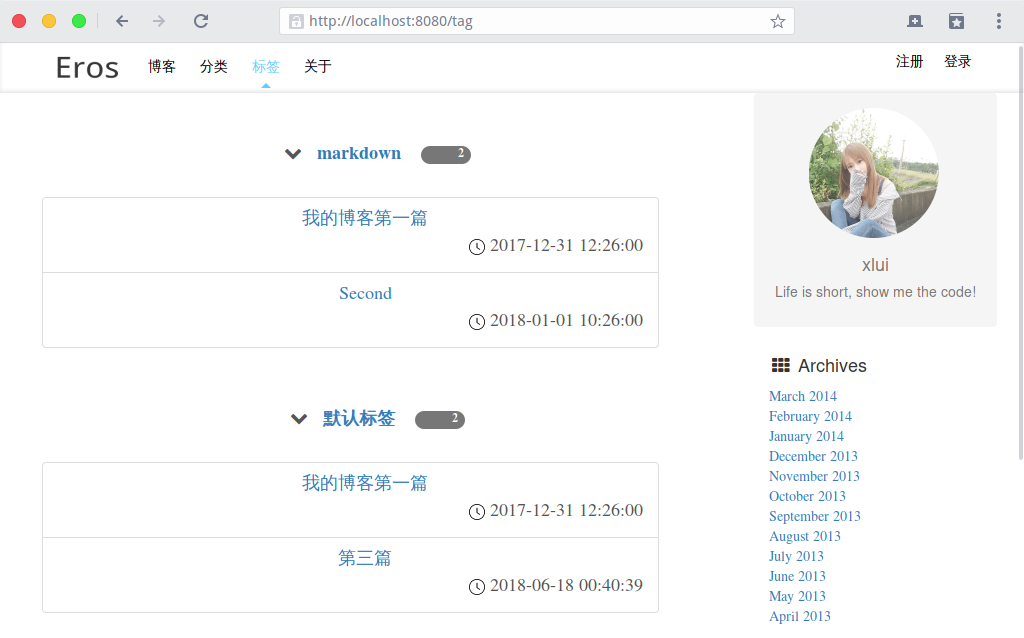 http://localhost:8080/tag
Eros 博客 分类 标签 关于 注册 登录
markdown 2
我的博客第一篇
2017-12-31 12:26:00
Second
2018-01-01 10:26:00
默认标签 2
我的博客第一篇
2017-12-31 12:26:00
第三篇
2018-06-18 00:40:39
xlui
Life is short, show me the code!
Archives
March 2014
February 2014
January 2014
December 2013
November 2013
October 2013
September 2013
August 2013
July 2013
June 2013
May 2013
April 2013